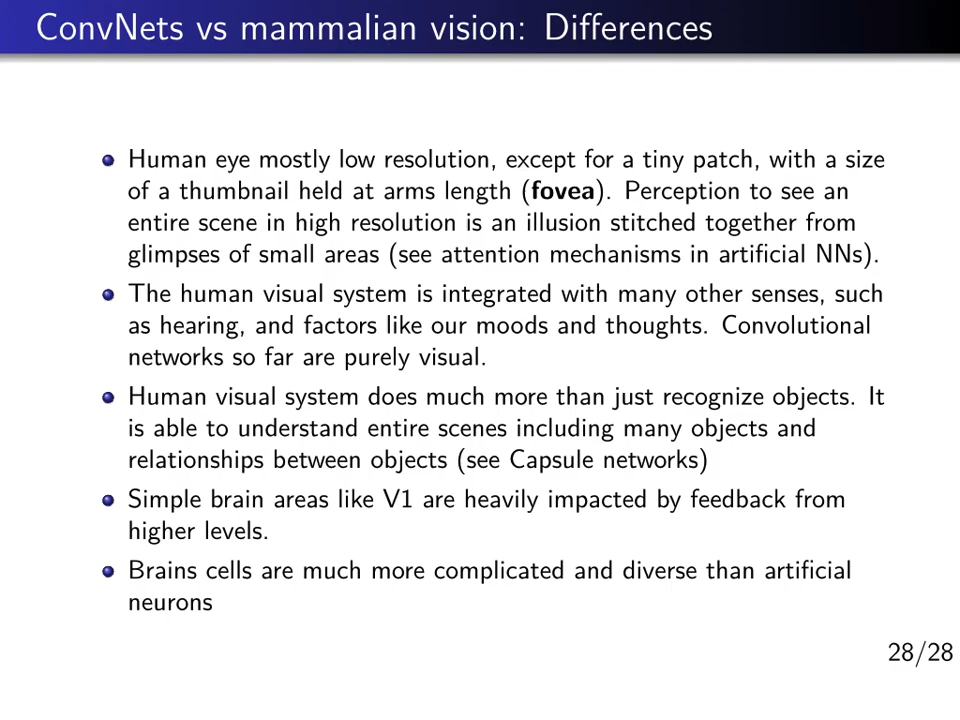 ConvNets vs mammalian vision: Differences
Human eye mostly low resolution, except for a tiny patch, with a size
of a thumbnail held at arms length (fovea). Perception to see an
entire scene in high resolution is an illusion stitched together from
glimpses of small areas (see attention mechanisms in artificial NNs).
The human visual system is integrated with many other senses, such
as hearing, and factors like our moods and thoughts. Convolutional
networks so far are purely visual.
Human visual system does much more than just recognize objects. It
is able to understand entire scenes including many objects and
relationships between objects (see Capsule networks)
Simple brain areas like V1 are heavily impacted by feedback from
higher levels.
Brains cells are much more complicated and diverse than artificial
neurons
28/28